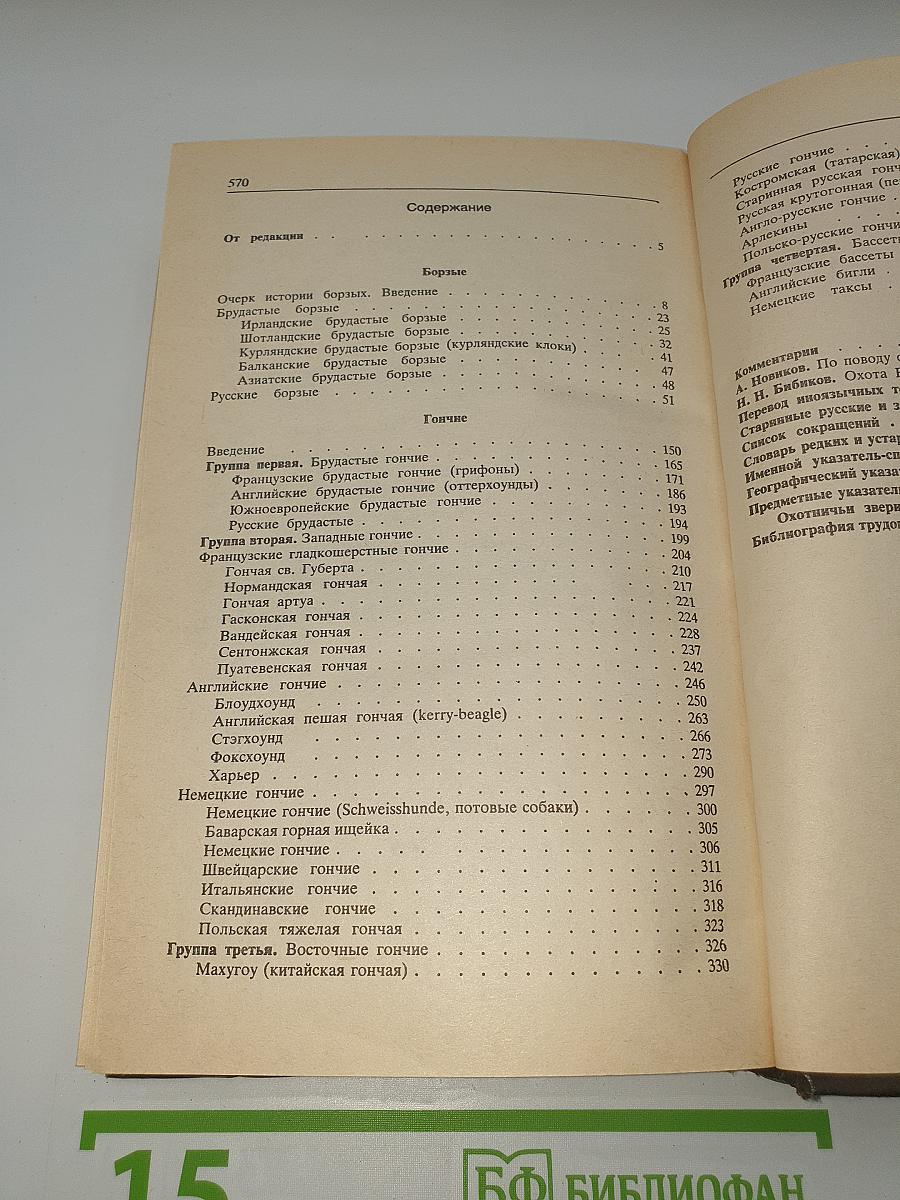 570
Содержание
От редакции . . . . . . . . . . . . . . . . . . . 5
Борзые
Очерк истории борзых. Введение . . . . . . . . . . . . 8
Брудастые борзые . . . . . . . . . . . . . . . . . 23
Ирландские брудастые борзые . . . . . . . . . . . . 25
Шотландские брудастые борзые . . . . . . . . . . . . 32
Курляндские брудастые борзые (курляндские клоки) . . . . . . 41
Балканские брудастые борзые . . . . . . . . . . . . 47
Азиатские брудастые борзые . . . . . . . . . . . . 48
Русские борзые . . . . . . . . . . . . . . . . . 51
Гончие
Введение . . . . . . . . . . . . . . . . . . . 150
Группа первая. Брудастые гончие . . . . . . . . . . . . 165
Французские брудастые гончие (грифоны) . . . . . . . . 171
Английские брудастые гончие (оттерхоунды) . . . . . . . . 186
Южноевропейские брудастые гончие . . . . . . . . . . 193
Русские брудастые . . . . . . . . . . . . . . . 194
Группа вторая. Западные гончие . . . . . . . . . . . . 199
Французские гладкошерстные гончие . . . . . . . . . . . 204
Гончая св. Губерта . . . . . . . . . . . . . . . 210
Нормандская гончая . . . . . . . . . . . . . . . 217
Гончая артуа . . . . . . . . . . . . . . . . . 221
Гасконская гончая . . . . . . . . . . . . . . . 224
Вандейская гончая . . . . . . . . . . . . . . . 228
Сентонжская гончая . . . . . . . . . . . . . . . 237
Пуатевенская гончая . . . . . . . . . . . . . . . 242
Английские гончие . . . . . . . . . . . . . . . . 246
Блоудхоунд . . . . . . . . . . . . . . . . . . 250
Английская пешая гончая (kerry-beagle) . . . . . . . . . 263
Стэгхоунд . . . . . . . . . . . . . . . . . . 266
Фоксхоунд . . . . . . . . . . . . . . . . . . 273
Харьер . . . . . . . . . . . . . . . . . . . 290
Немецкие гончие . . . . . . . . . . . . . . . . . 297
Немецкие гончие (Schweisshunde, потовые собаки) . . . . . . 300
Баварская горная ищейка . . . . . . . . . . . . . . 305
Немецкие гончие . . . . . . . . . . . . . . . . . 306
Швейцарские гончие . . . . . . . . . . . . . . . 311
Итальянские гончие . . . . . . . . . . . . . . . 316
Скандинавские гончие . . . . . . . . . . . . . . . 318
Польская тяжелая гончая . . . . . . . . . . . . . . 323
Группа третья. Восточные гончие . . . . . . . . . . . . 326
Махугоу (китайская гончая) . . . . . . . . . . . . . 330
Русские гончие . . .
Костромская (татарская)
Старинная русская гонч
Русская крутогонная (пе
Англо-русские гончие .
Арлекины . . . .
Польско-русские гончи
Группа четвертая. Бассеты
Французские бассеты
Английские бигли .
Немецкие таксы .
Комментарии . . .
А. Новиков. По поводу с
Н. Н. Бибиков. Охота
Перевод иноязычных те
Старинные русские и з
Список сокращений .
Словарь редких и устар
Именной указатель-сп
Географический указа
Предметные указател
Охотничьи звери
Библиография трудо
15
БФ БИБЛИОФАН